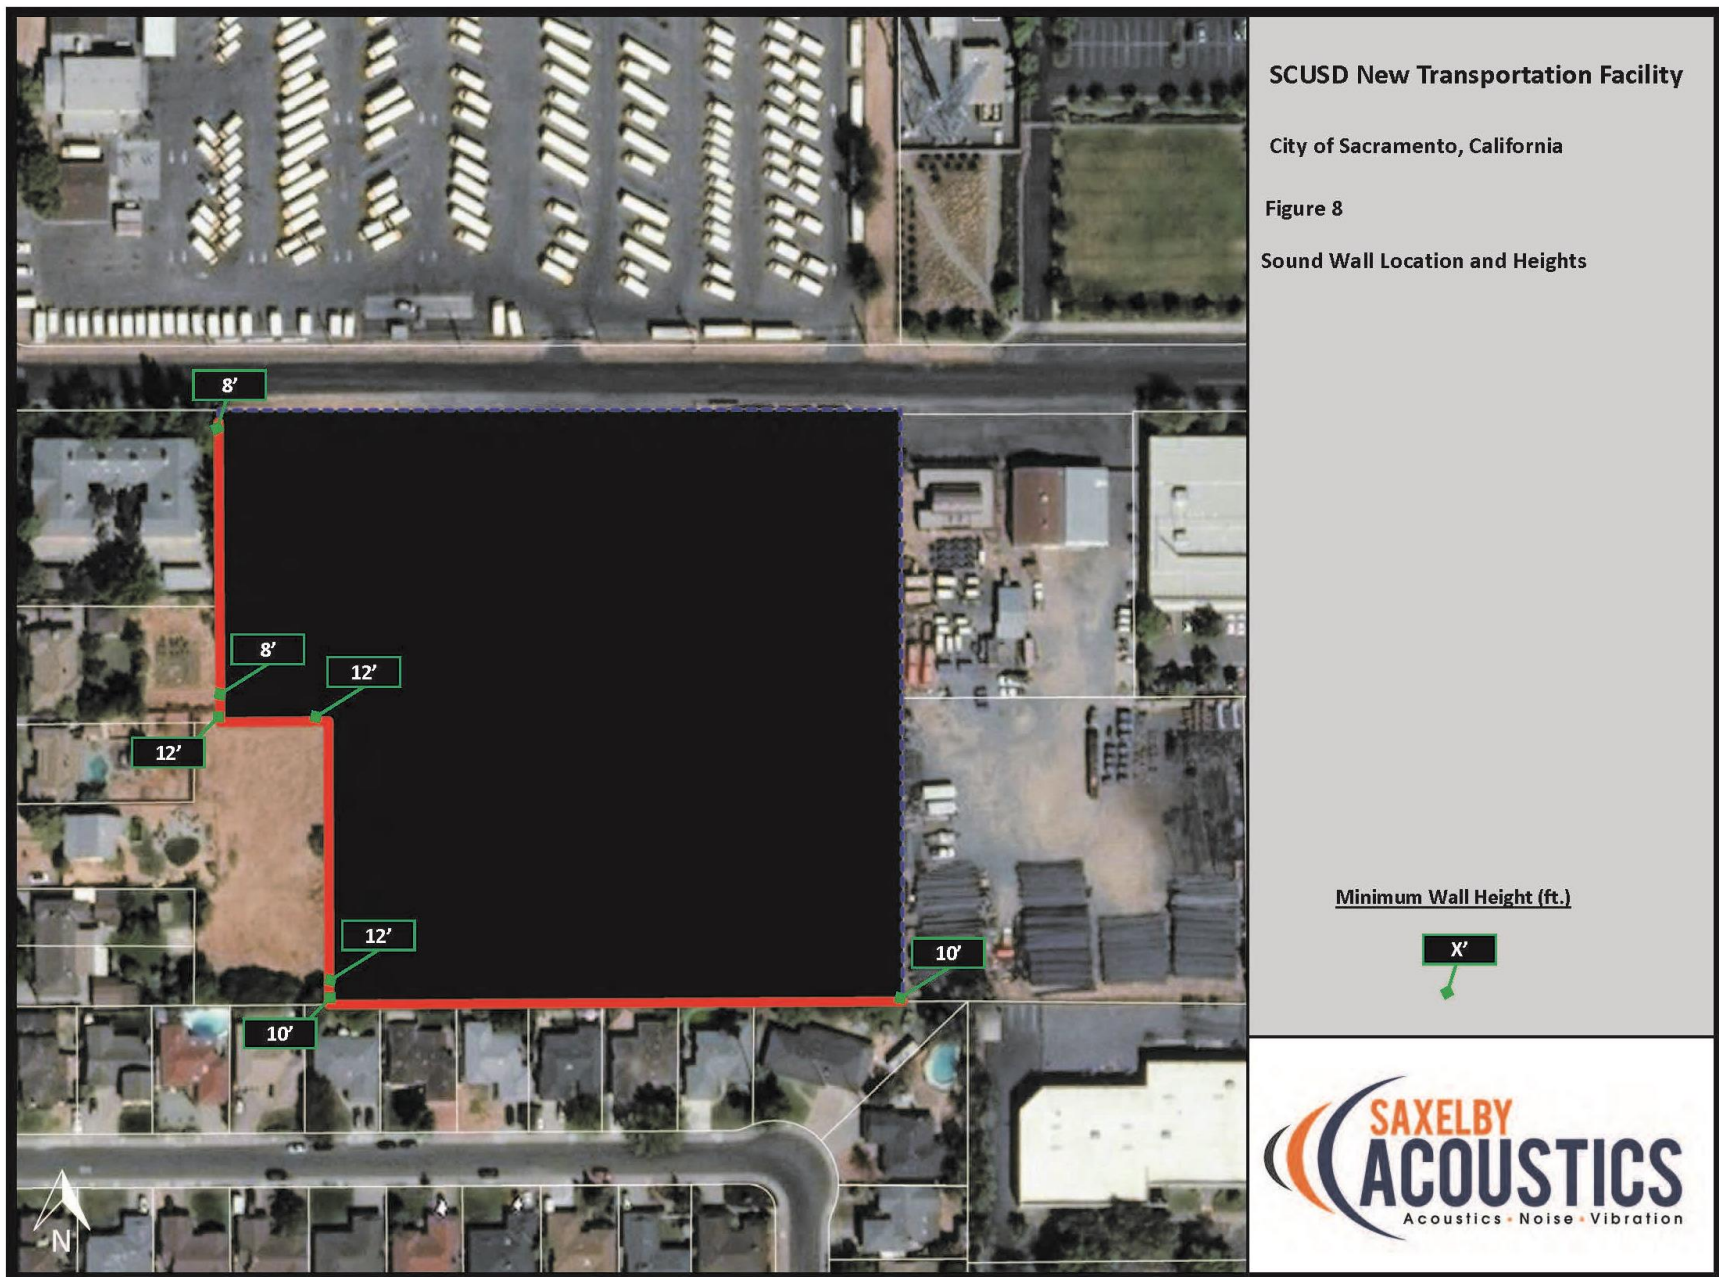 SCUSD New Transportation Facility
City of Sacramento, California
Figure 8
Sound Wall Location and Heights
8’
8’
12’
12’
12’
10’
10’
Minimum Wall Height (ft.)
X’
N
SAXELBY
ACOUSTICS
Acoustics • Noise • Vibration